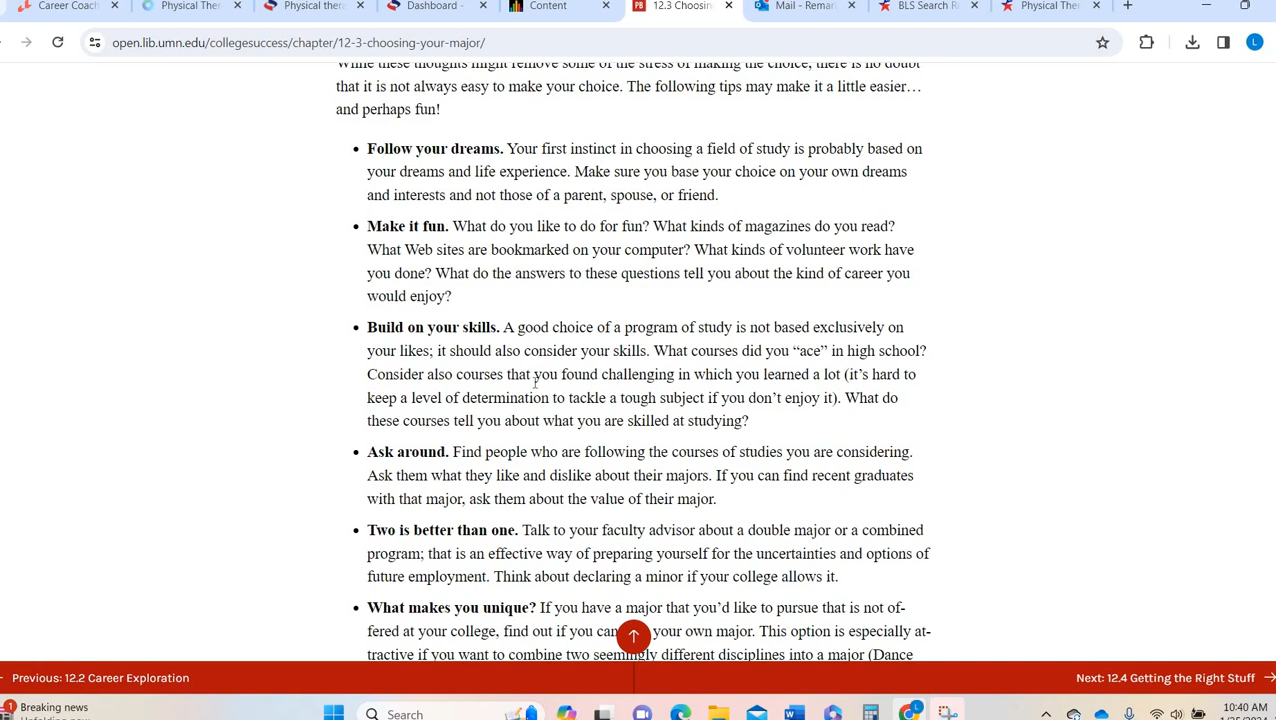 Career Coach
Physical Ther
Physical thera
Dashboard -
Content
12.3 Choosin
Mail - Remar
BLS Search R
Physical The
open.lib.umn.edu/collegesuccess/chapter/12-3-choosing-your-major/
While these thoughts might remove some of the stress of making the choice, there is no doubt
that it is not always easy to make your choice. The following tips may make it a little easier…
and perhaps fun!
• Follow your dreams. Your first instinct in choosing a field of study is probably based on
your dreams and life experience. Make sure you base your choice on your own dreams
and interests and not those of a parent, spouse, or friend.
• Make it fun. What do you like to do for fun? What kinds of magazines do you read?
What Web sites are bookmarked on your computer? What kinds of volunteer work have
you done? What do the answers to these questions tell you about the kind of career you
would enjoy?
• Build on your skills. A good choice of a program of study is not based exclusively on
your likes; it should also consider your skills. What courses did you “ace” in high school?
Consider also courses that you found challenging in which you learned a lot (it’s hard to
keep a level of determination to tackle a tough subject if you don’t enjoy it). What do
these courses tell you about what you are skilled at studying?
• Ask around. Find people who are following the courses of studies you are considering.
Ask them what they like and dislike about their majors. If you can find recent graduates
with that major, ask them about the value of their major.
• Two is better than one. Talk to your faculty advisor about a double major or a combined
program; that is an effective way of preparing yourself for the uncertainties and options of
future employment. Think about declaring a minor if your college allows it.
• What makes you unique? If you have a major that you’d like to pursue that is not of-
fered at your college, find out if you can your own major. This option is especially at-
tractive if you want to combine two seemingly different disciplines into a major (Dance
Previous: 12.2 Career Exploration
Next: 12.4 Getting the Right Stuff
1
Breaking news
Search
10:40 AM